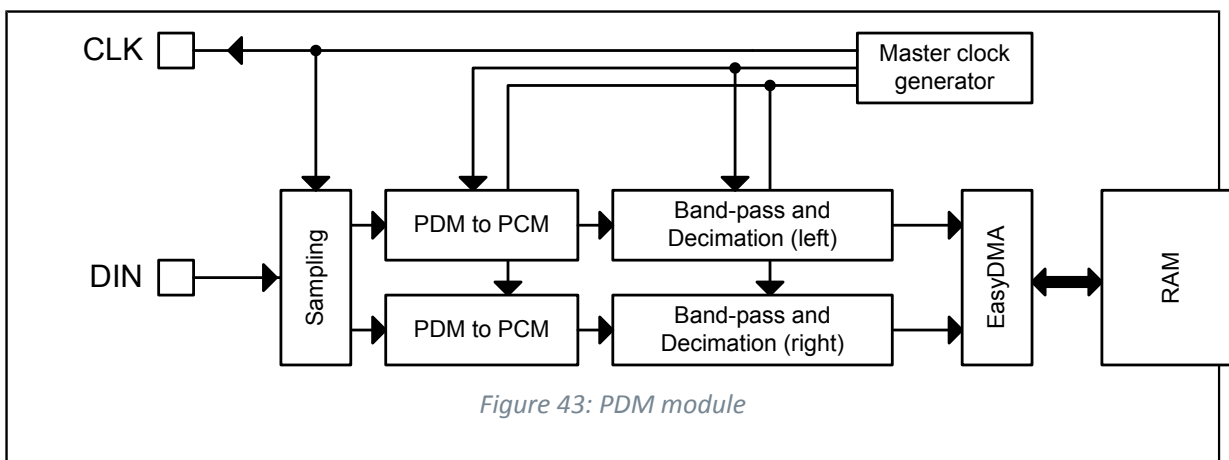 CLK
Master clock
generator
DIN
Sampling
PDM to PCM
Band-pass and
Decimation (left)
PDM to PCM
Band-pass and
Decimation (right)
EasyDMA
RAM
Figure 43: PDM module